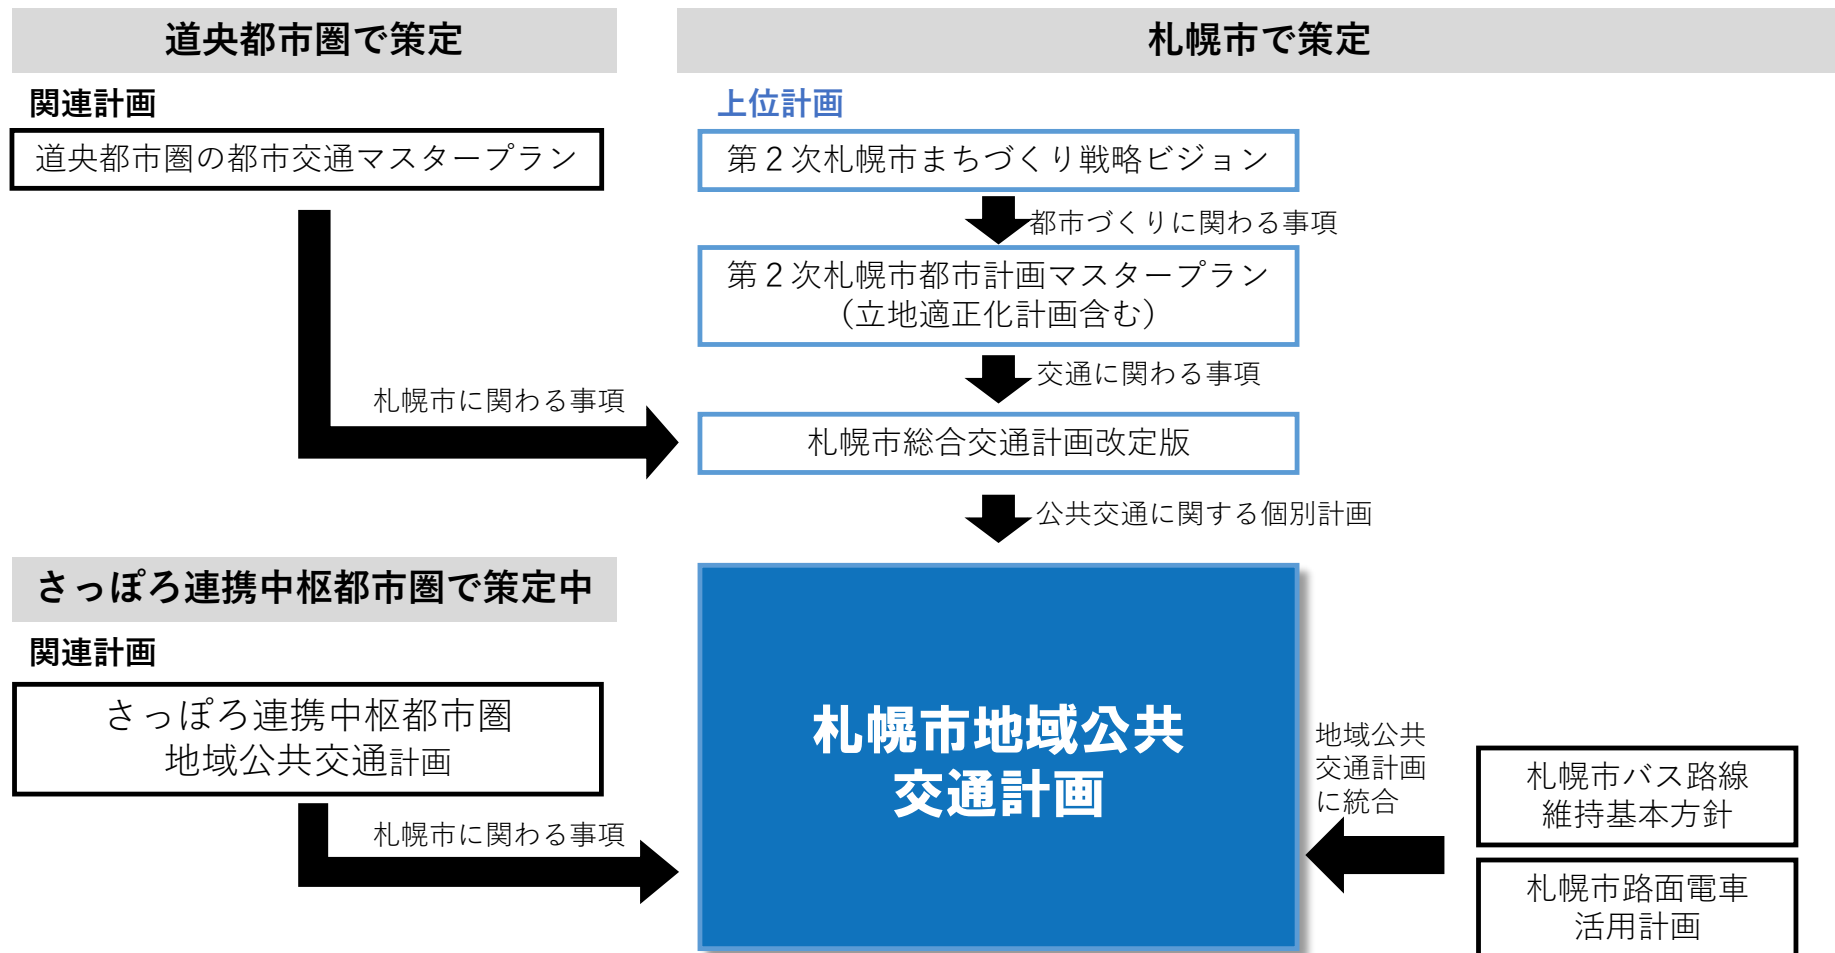 道央都市圏で策定
関連計画
道央都市圏の都市交通マスタープラン
札幌市に関わる事項
札幌市で策定
上位計画
第２次札幌市まちづくり戦略ビジョン
都市づくりに関わる事項
第２次札幌市都市計画マスタープラン
（立地適正化計画含む）
交通に関わる事項
札幌市総合交通計画改定版
公共交通に関する個別計画
さっぽろ連携中枢都市圏で策定中
関連計画
さっぽろ連携中枢都市圏
地域公共交通計画
札幌市に関わる事項
札幌市地域公共
交通計画
地域公共
交通計画
に統合
札幌市バス路線
維持基本方針
札幌市路面電車
活用計画